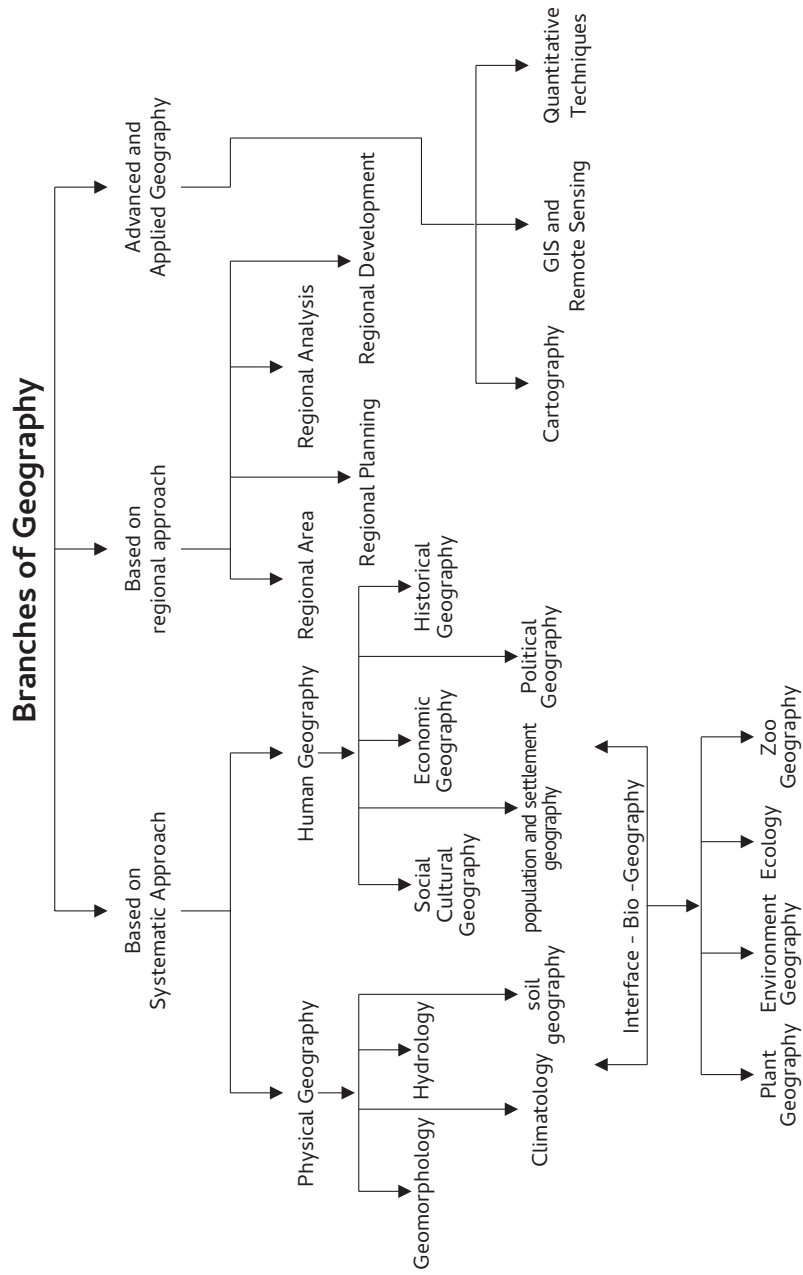 Branches of Geography
Based on
Systematic Approach
Based on
regional approach
Advanced and
Applied Geography
Physical Geography
Human Geography
Regional Area
Regional Analysis
Regional Planning
Regional Development
Geomorphology
Hydrology
Social
Cultural
Geography
Economic
Geography
Historical
Geography
Climatology
soil
geography
population and settlement
geography
Political
Geography
Cartography
GIS and
Remote Sensing
Quantitative
Techniques
Interface - Bio -Geography
Plant
Geography
Environment
Geography
Ecology
Zoo
Geography